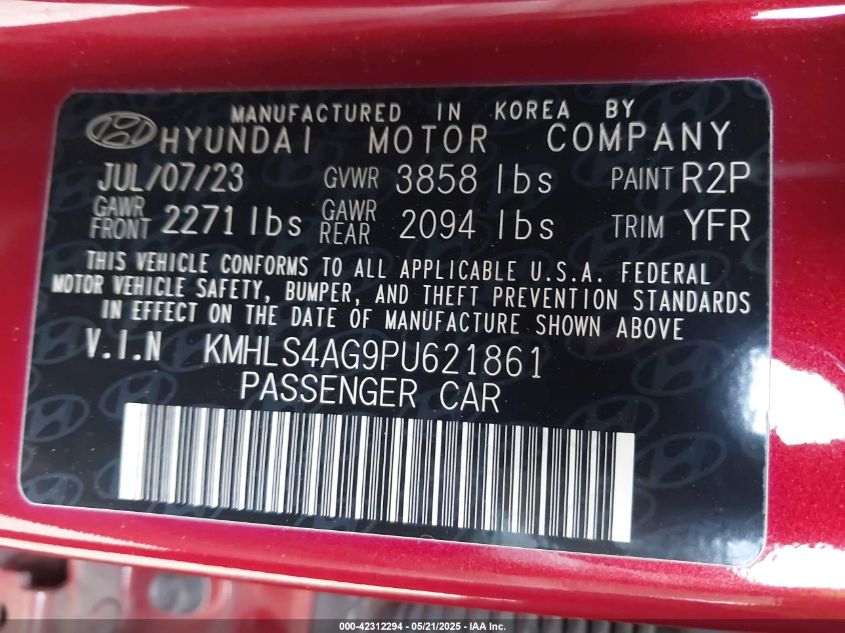 MANUFACTURED IN KOREA BY
HYUNDAI MOTOR COMPANY
JUL/07/23 GVWR 3858 lbs PAINT R2P
GAWR FRONT 2271 lbs GAWR REAR 2094 lbs TRIM YFR
THIS VEHICLE CONFORMS TO ALL APPLICABLE U.S.A. FEDERAL
MOTOR VEHICLE SAFETY, BUMPER, AND THEFT PREVENTION STANDARDS
IN EFFECT ON THE DATE OF MANUFACTURE SHOWN ABOVE
V.I.N KMHLS4AG9PU621861
PASSENGER CAR
000-42312294 - 05/21/2025 - IAA Inc.